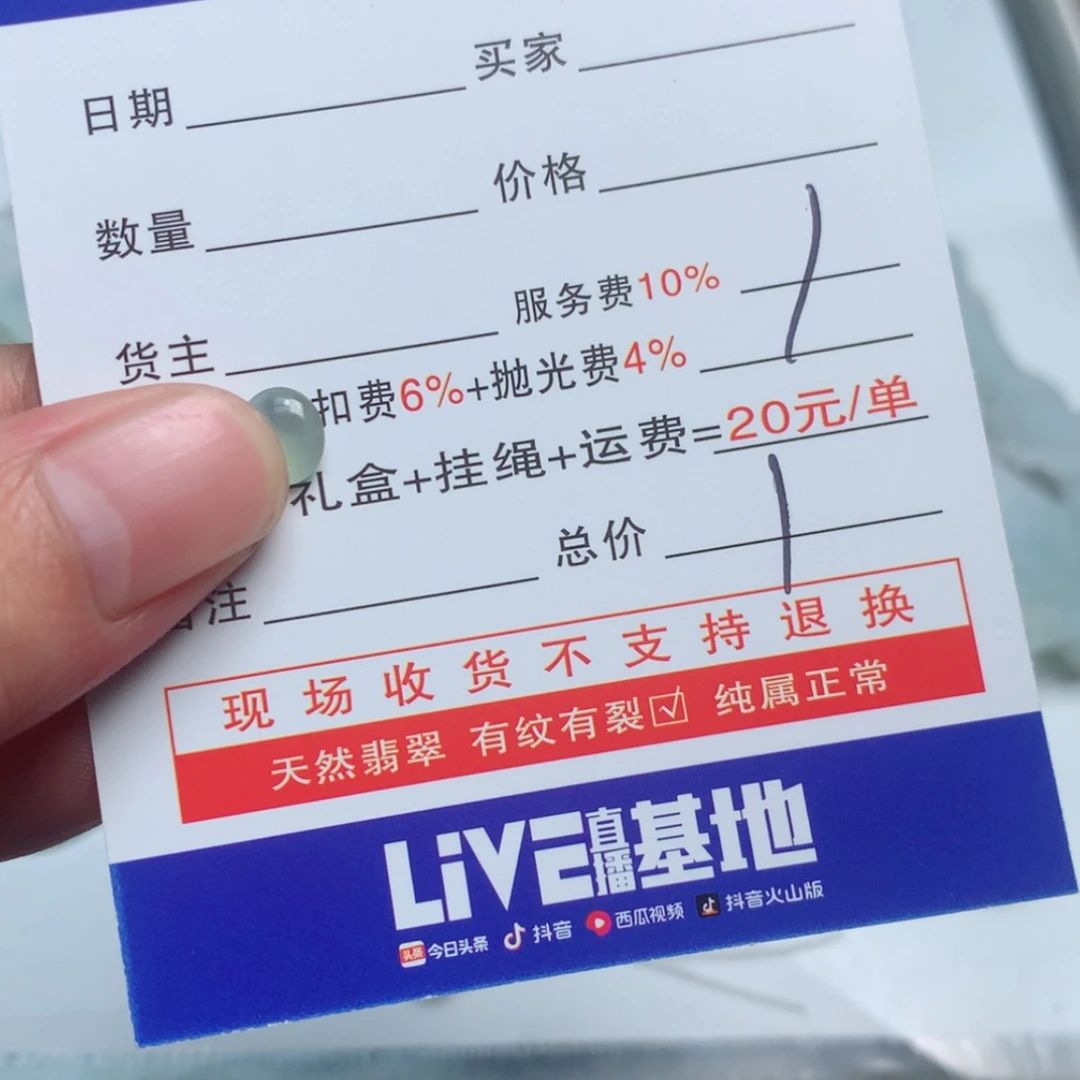 日期 买家
数量 价格
货主 服务费10%
扣费6%+抛光费4%
礼盒+挂绳+运费=20元/单
注 总价
现场收货不支持退换
天然翡翠 有纹有裂☑ 纯属正常
LiVE直播基地
头条 今日头条 抖音 西瓜视频 抖音火山版